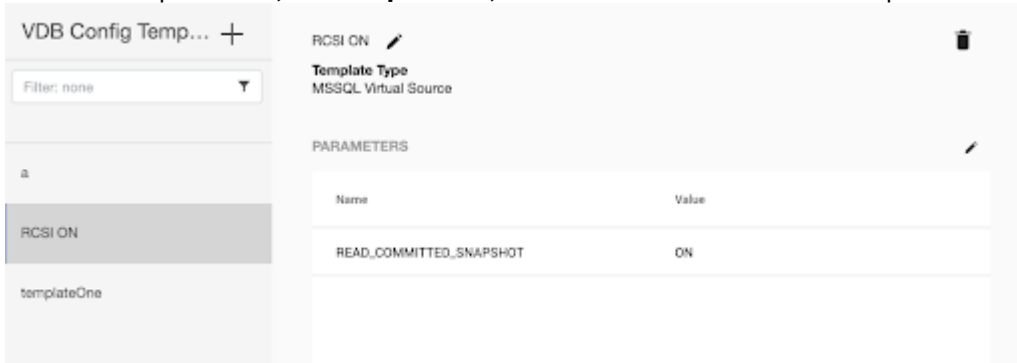 VDB Config Temp... +
Filter: none
a
RCSI ON
templateOne
RCSI ON
Template Type
MSSQL Virtual Source
PARAMETERS
Name Value
READ_COMMITTED_SNAPSHOT ON